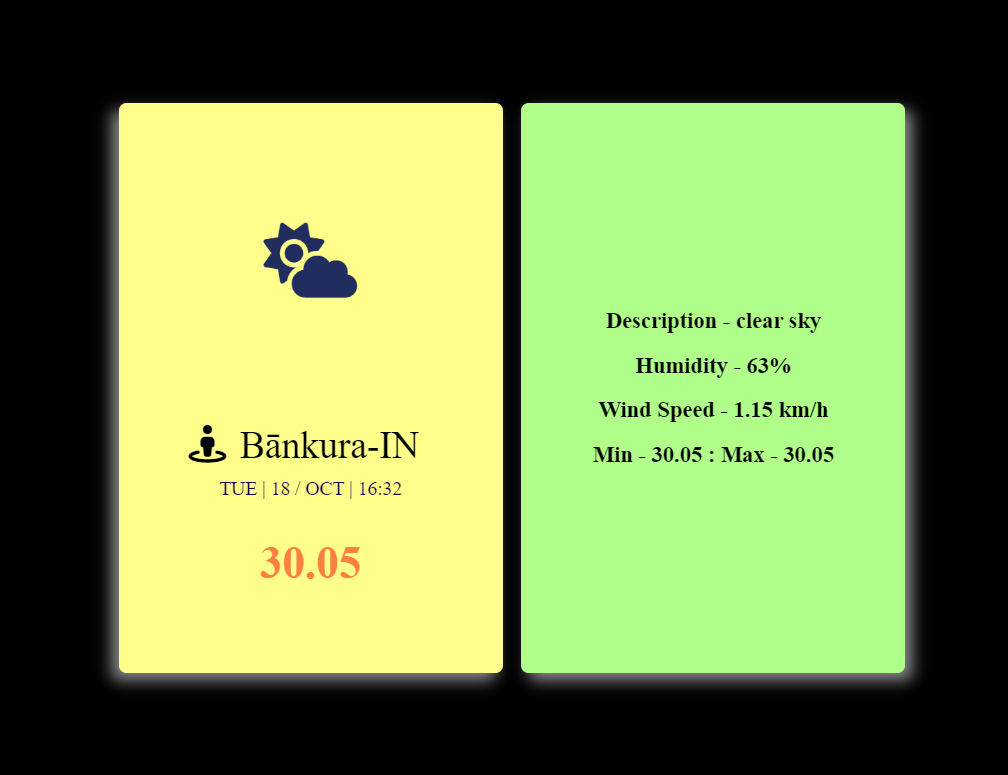 Bānkura-IN
TUE | 18 / OCT | 16:32
30.05
Description - clear sky
Humidity - 63%
Wind Speed - 1.15 km/h
Min - 30.05 : Max - 30.05